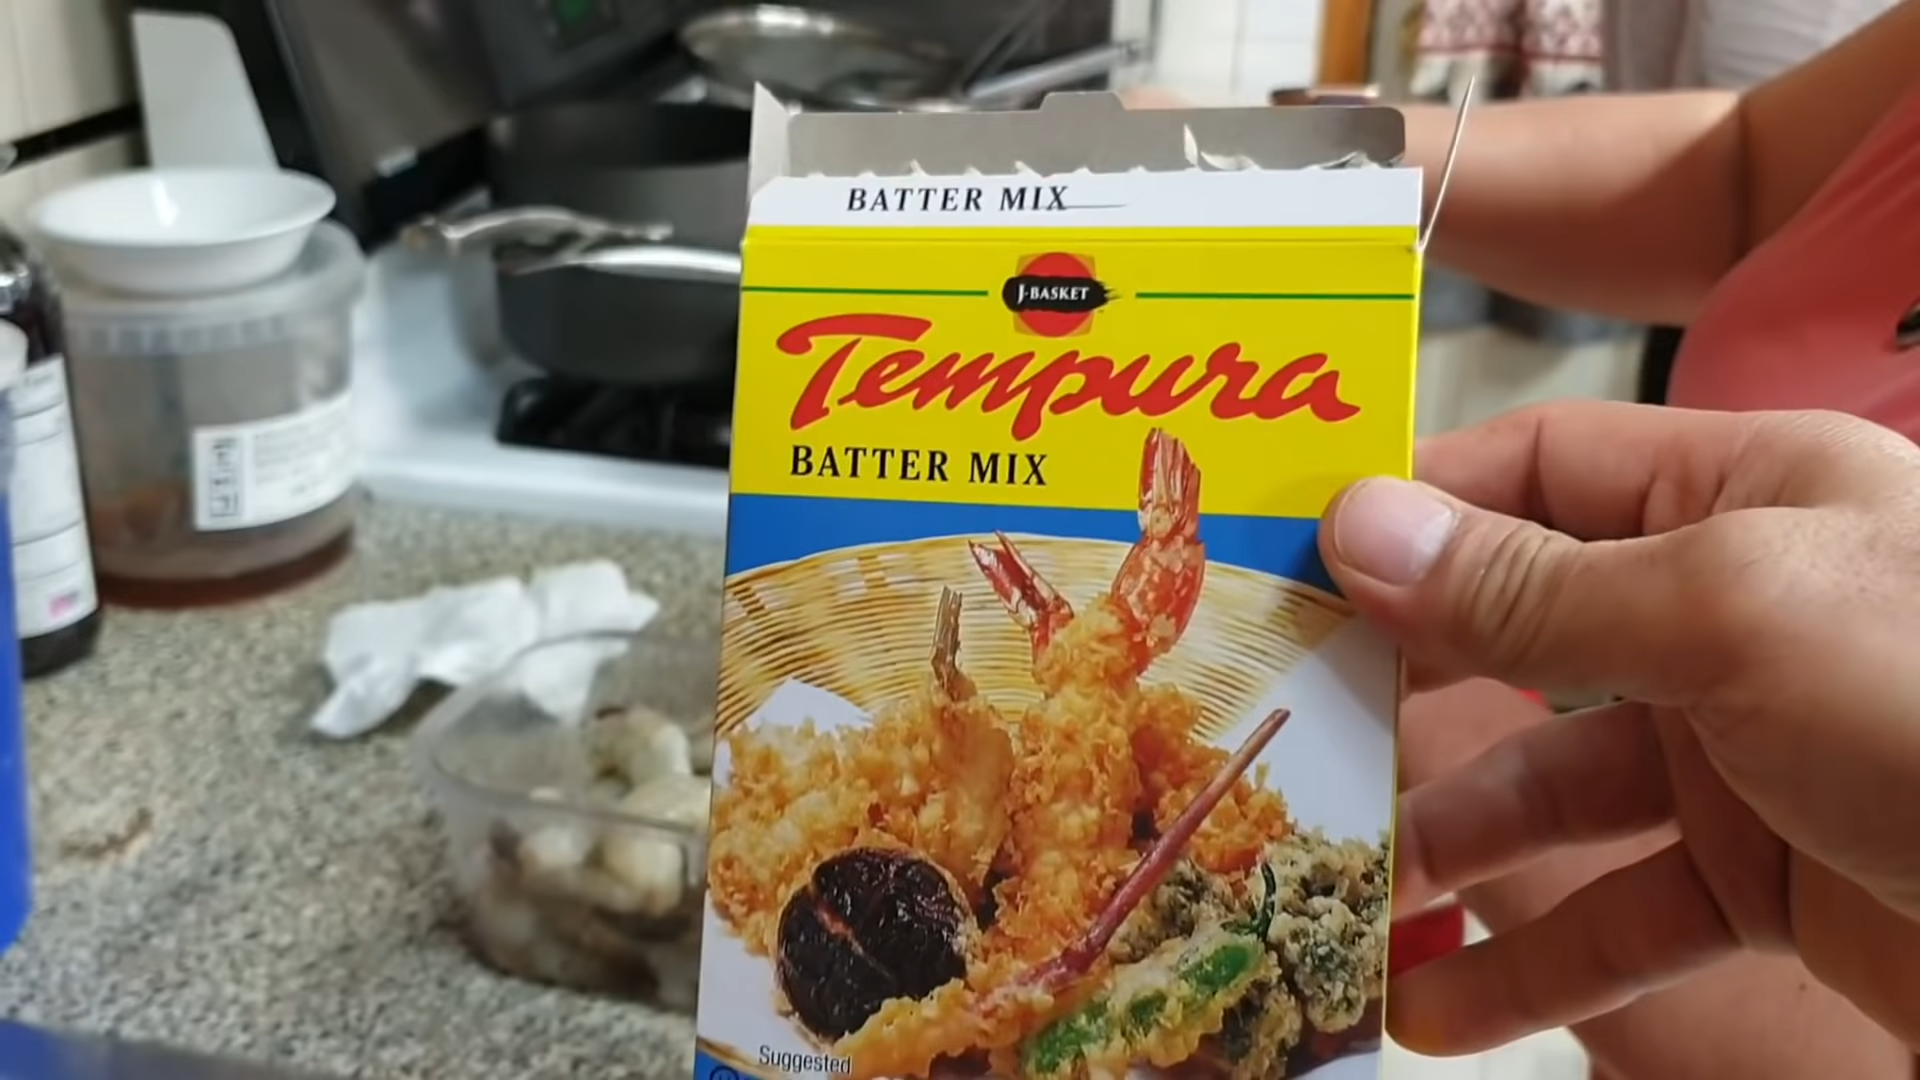 BATTER MIX
J-BASKET
Tempura
BATTER MIX
Suggested